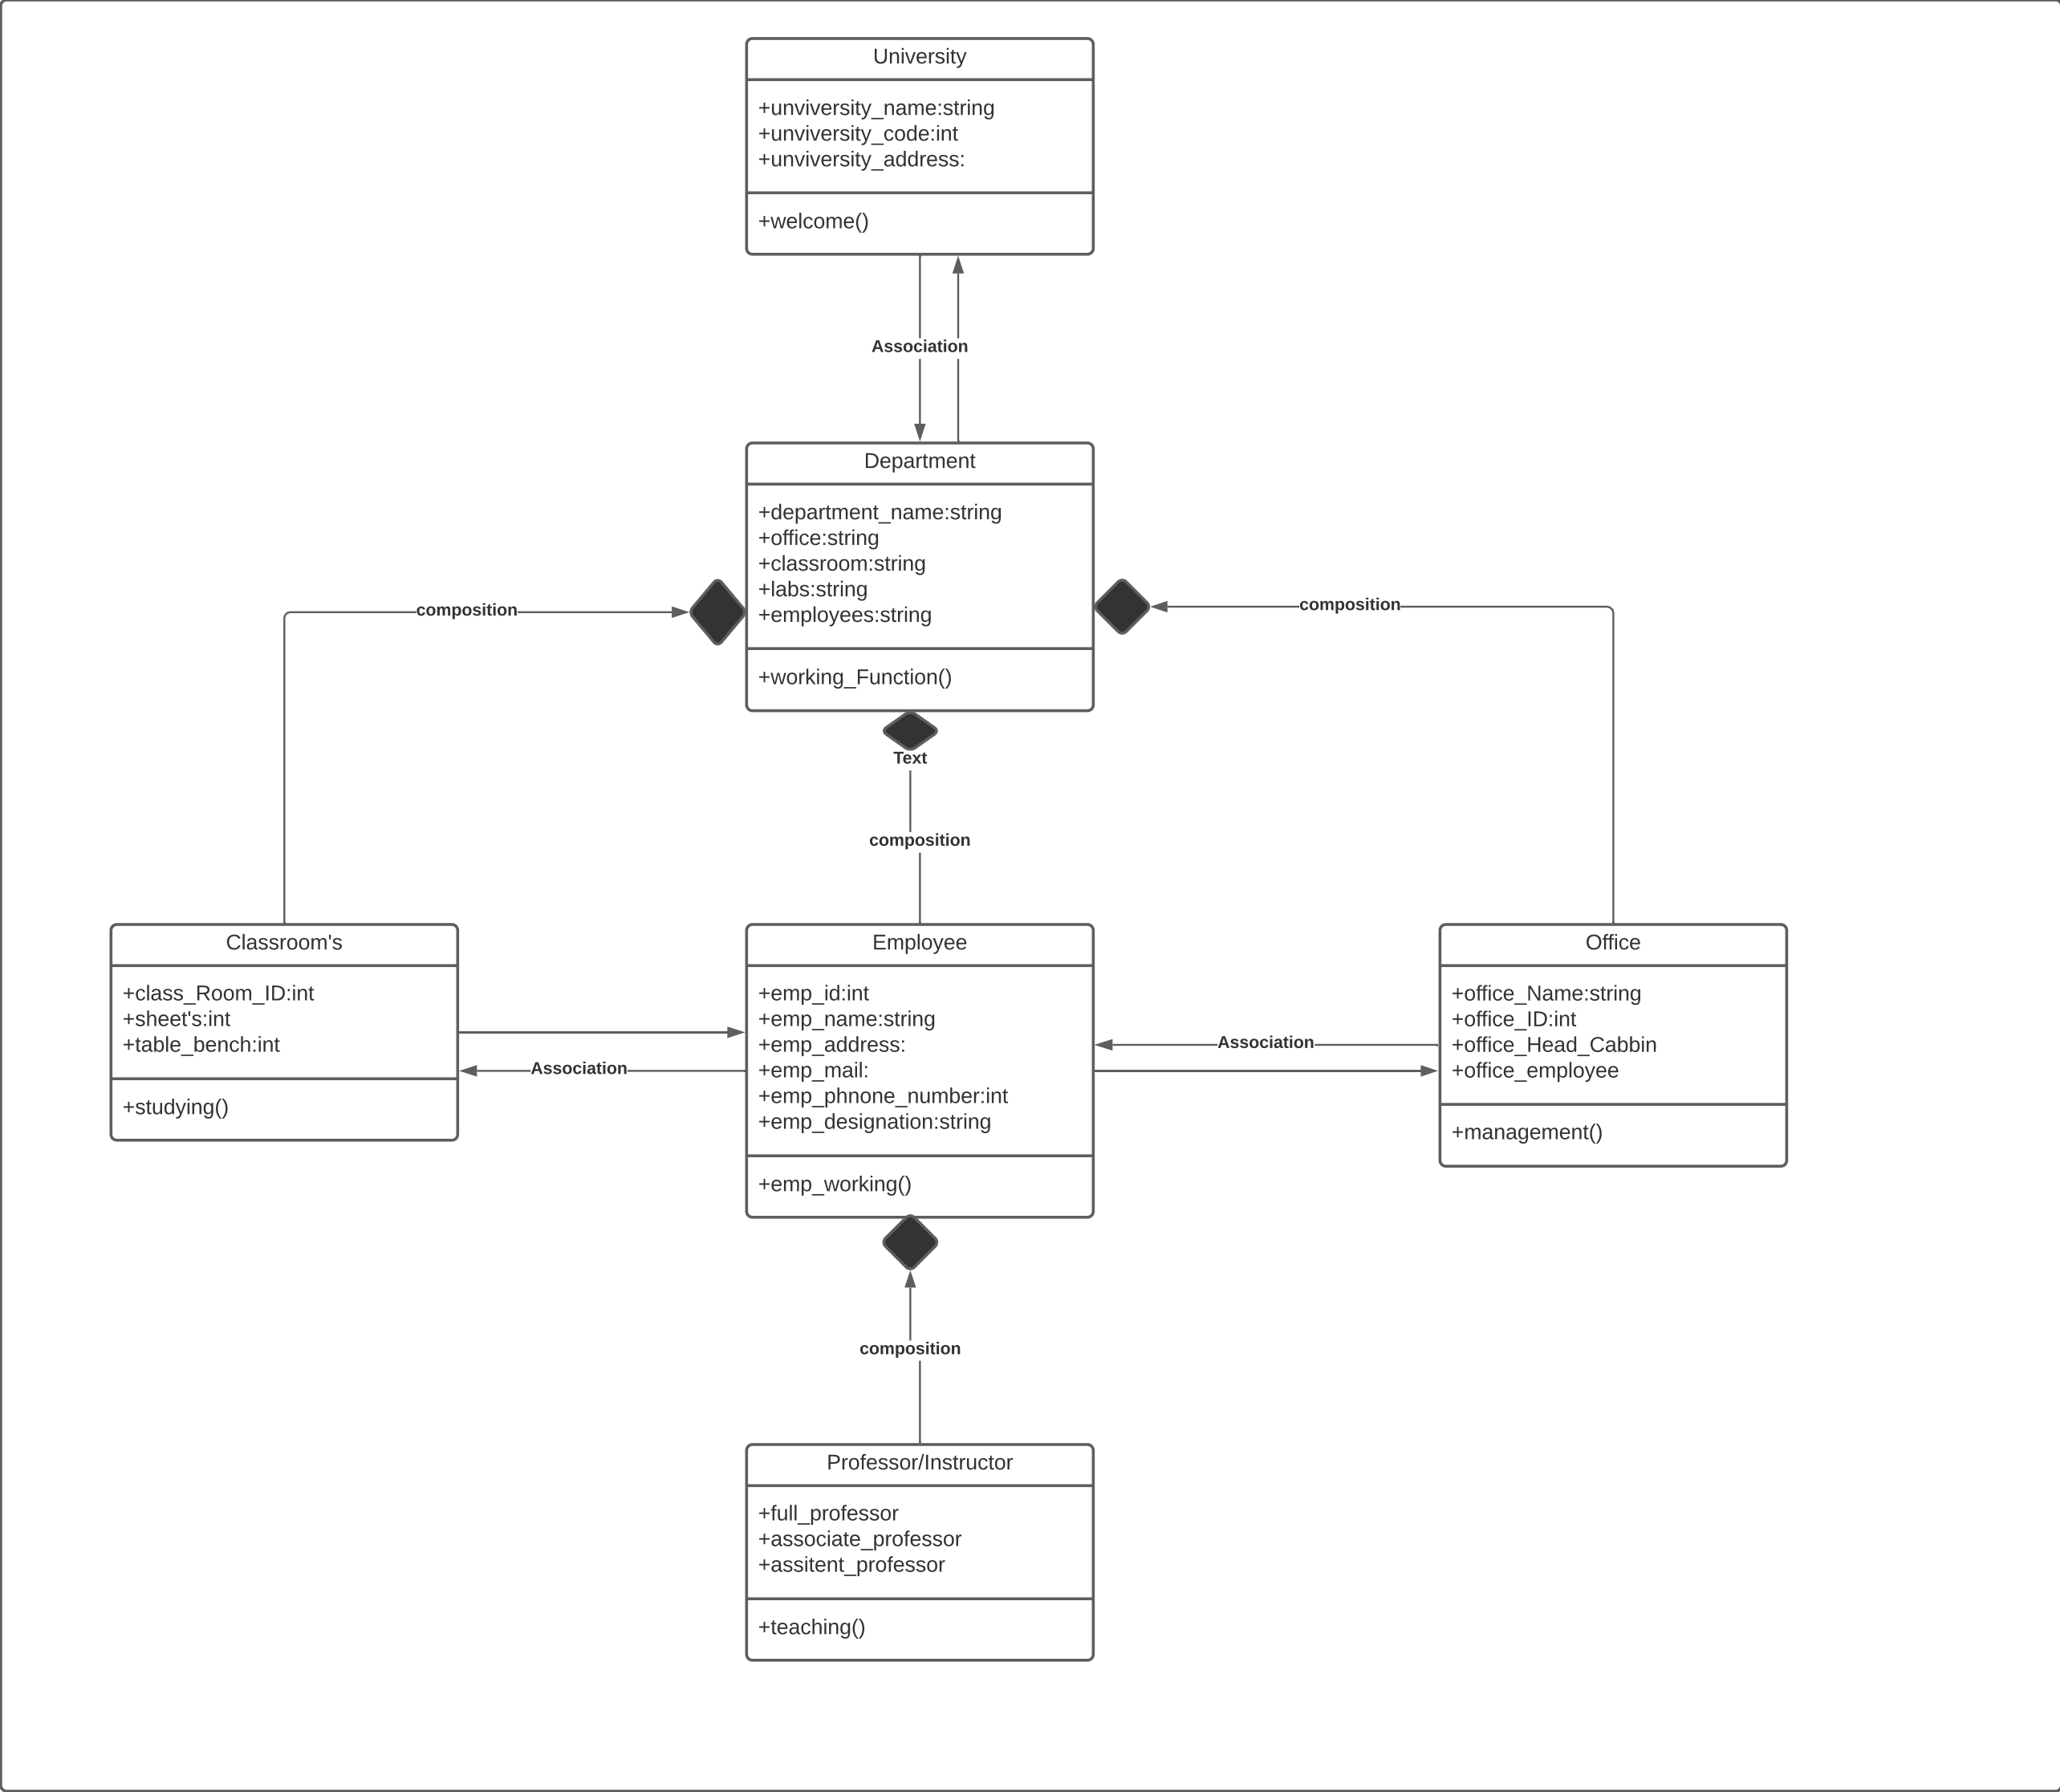 University
+unviversity_name:string
+unviversity_code:int
+unviversity_address:
+welcome()
Association
Department
+department_name:string
+office:string
+classroom:string
+labs:string
+employees:string
+working_Function()
composition
composition
Text
composition
Classroom's
+class_Room_ID:int
+sheet's:int
+table_bench:int
+studying()
Association
Employee
+emp_id:int
+emp_name:string
+emp_address:
+emp_mail:
+emp_phnone_number:int
+emp_designation:string
+emp_working()
Association
Office
+office_Name:string
+office_ID:int
+office_Head_Cabbin
+office_employee
+management()
composition
Professor/Instructor
+full_professor
+associate_professor
+assitent_professor
+teaching()